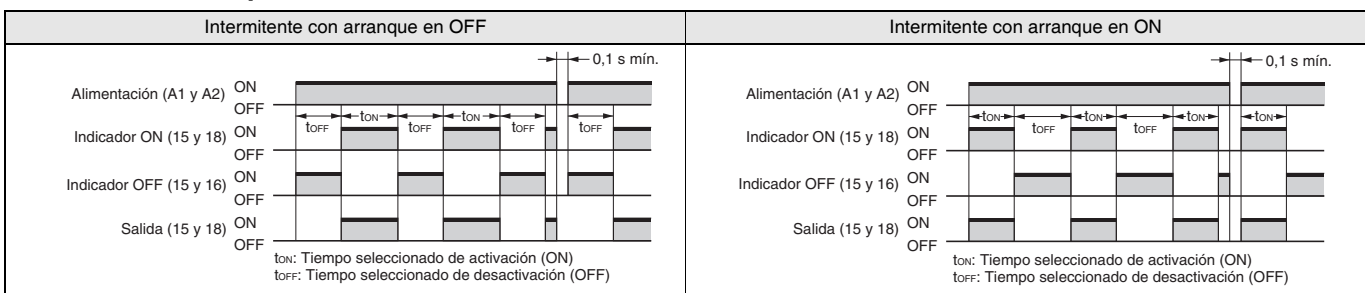 Intermitente con arranque en OFF
0,1 s mín.
Alimentación (A1 y A2) ON
OFF
tOFF tON tOFF tON tOFF tOFF
Indicador ON (15 y 18) ON
OFF
Indicador OFF (15 y 16) ON
OFF
Salida (15 y 18) ON
OFF
tON: Tiempo seleccionado de activación (ON)
tOFF: Tiempo seleccionado de desactivación (OFF)
Intermitente con arranque en ON
0,1 s mín.
Alimentación (A1 y A2) ON
OFF
tON tOFF tON tOFF tON tON
Indicador ON (15 y 18) ON
OFF
Indicador OFF (15 y 16) ON
OFF
Salida (15 y 18) ON
OFF
tON: Tiempo seleccionado de activación (ON)
tOFF: Tiempo seleccionado de desactivación (OFF)